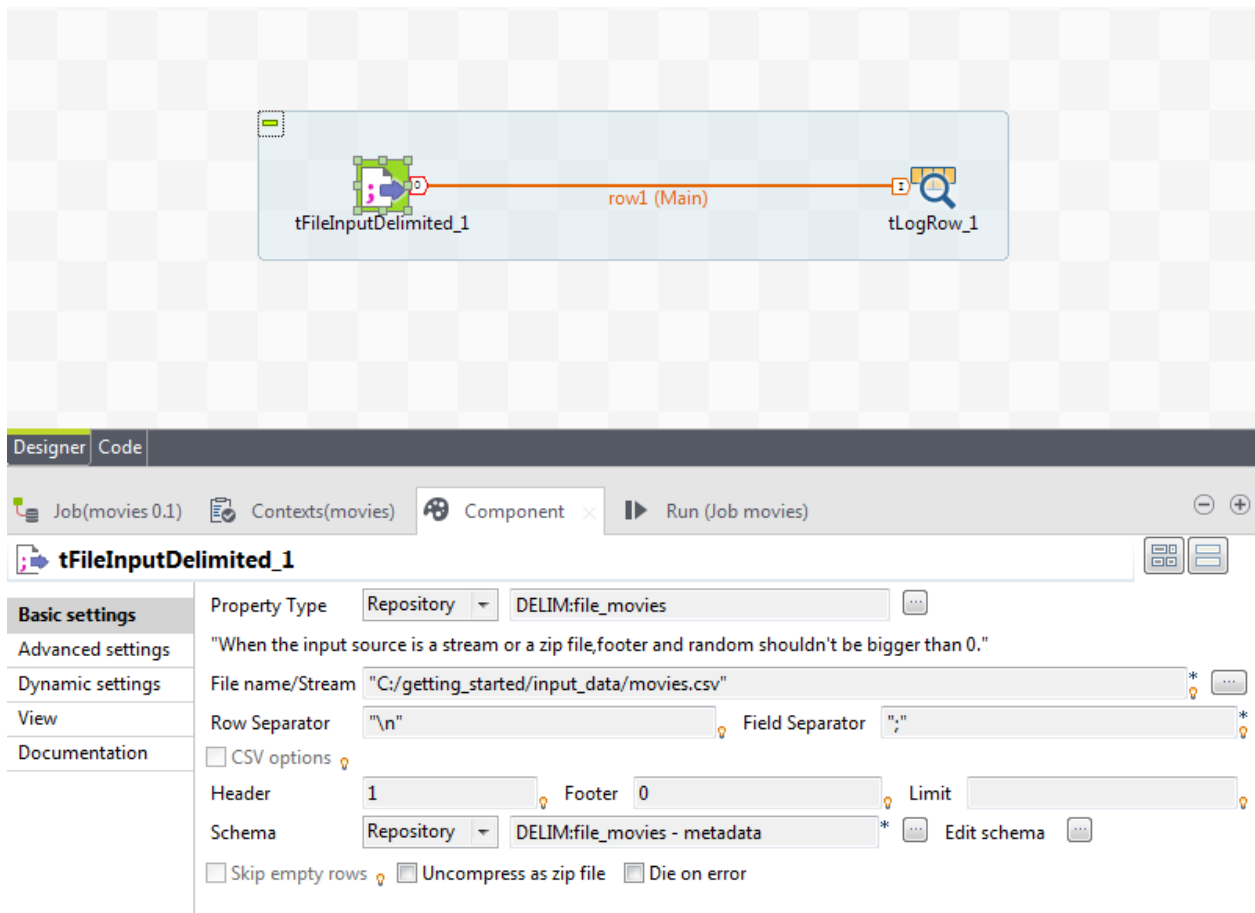 row1 (Main)
tFileInputDelimited_1
tLogRow_1
Designer Code
Job(movies 0.1) Contexts(movies) Component Run (Job movies)
tFileInputDelimited_1
Basic settings
Advanced settings
Dynamic settings
View
Documentation
Property Type Repository DELIM:file_movies ...
"When the input source is a stream or a zip file,footer and random shouldn't be bigger than 0."
File name/Stream "C:/getting_started/input_data/movies.csv" * ...
Row Separator "\n" Field Separator ";" *
CSV options
Header 1 Footer 0 Limit
Schema Repository DELIM:file_movies - metadata * ... Edit schema ...
Skip empty rows Uncompress as zip file Die on error